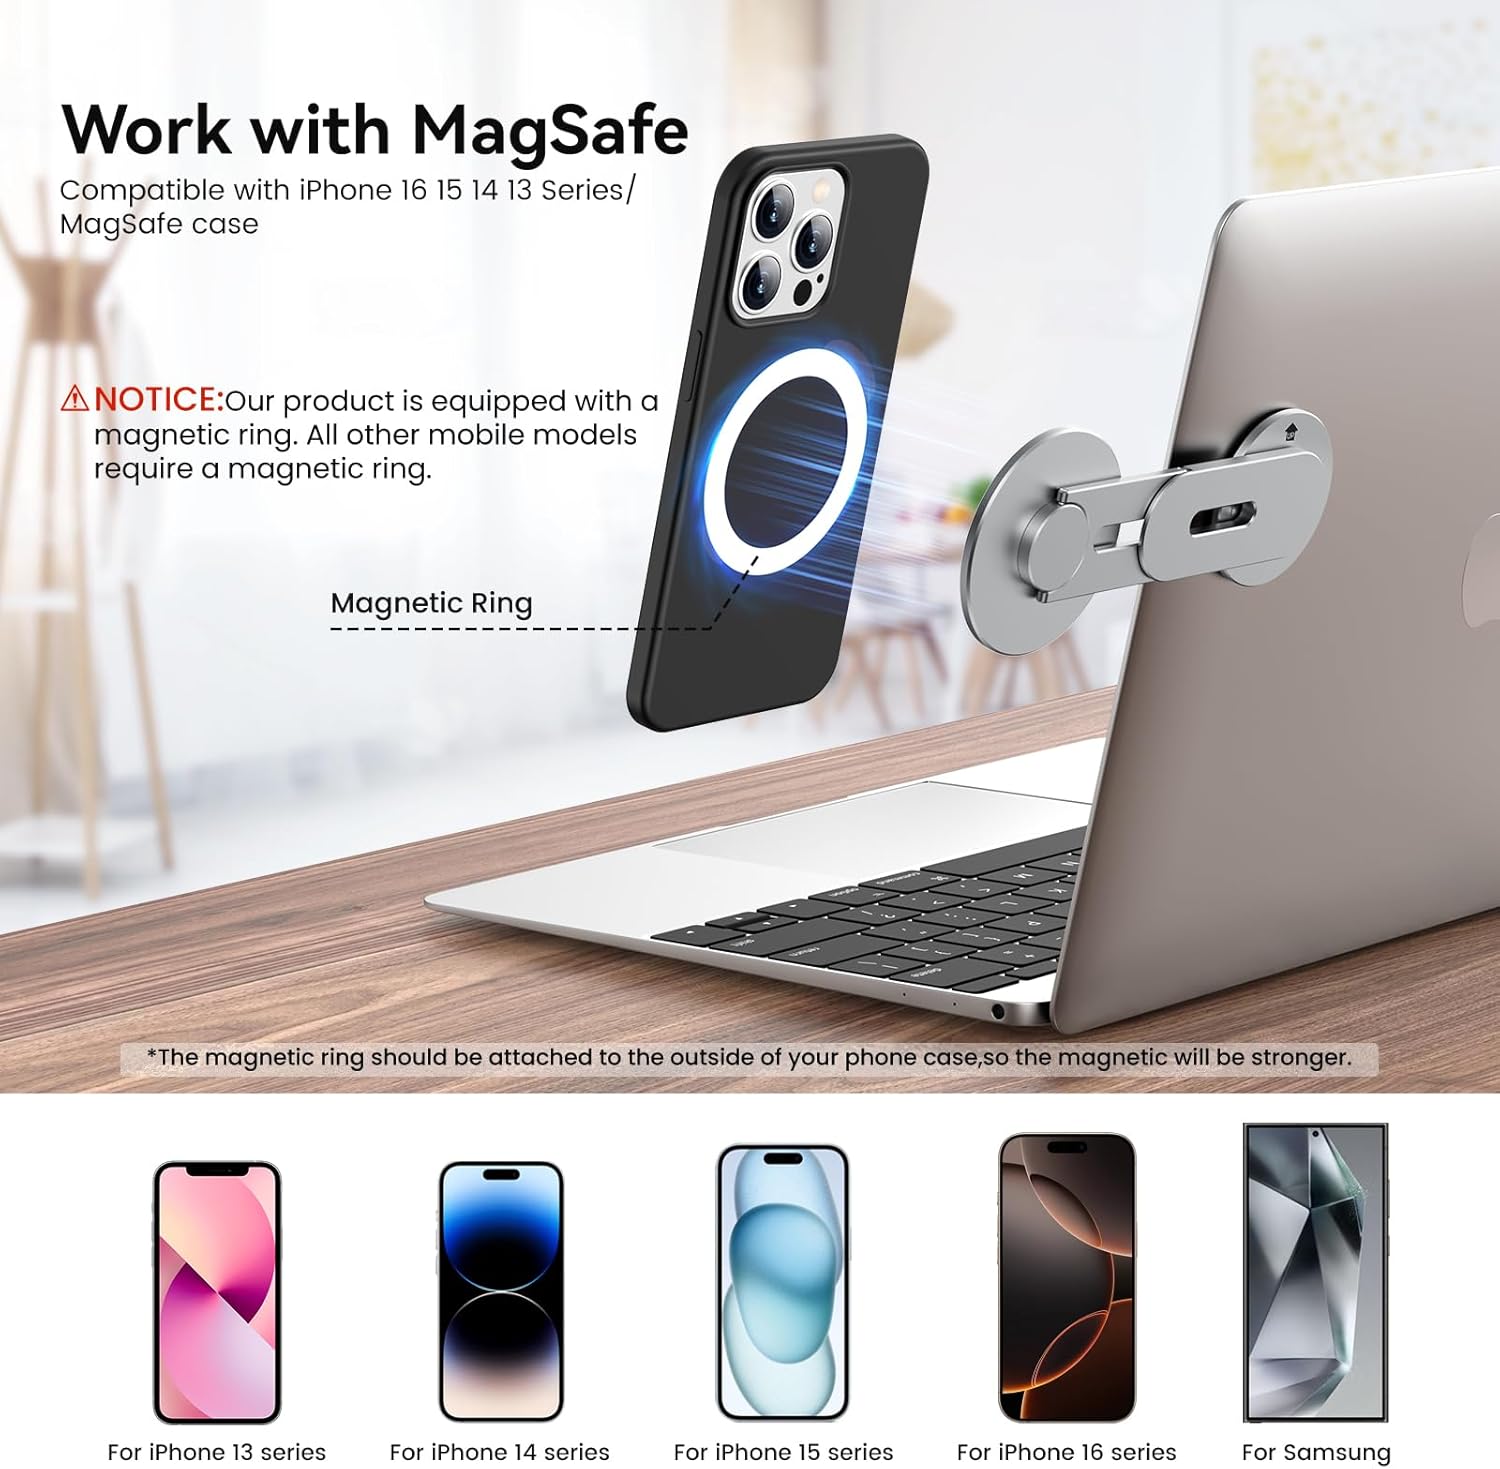 Work with MagSafe
Compatible with iPhone 16 15 14 13 Series/
MagSafe case
NOTICE:Our product is equipped with a
magnetic ring. All other mobile models
require a magnetic ring.
Magnetic Ring
*The magnetic ring should be attached to the outside of your phone case,so the magnetic will be stronger.
For iPhone 13 series
For iPhone 14 series
For iPhone 15 series
For iPhone 16 series
For Samsung